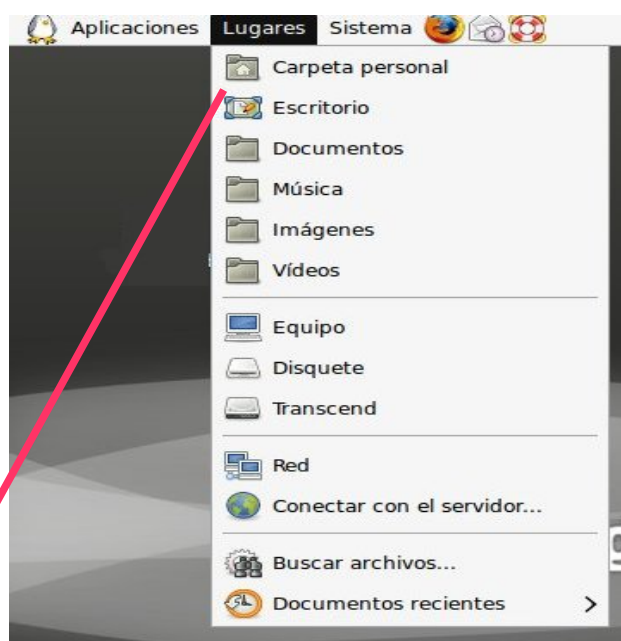 Aplicaciones Lugares Sistema
Carpeta personal
Escritorio
Documentos
Música
Imágenes
Vídeos
Equipo
Disquete
Transcend
Red
Conectar con el servidor...
Buscar archivos...
Documentos recientes